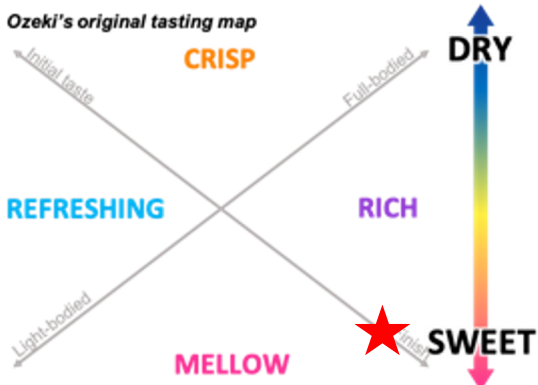 Ozeki's original tasting map
CRISP
DRY
Initial taste
Full-bodied
REFRESHING
RICH
Light-bodied
SWEET
MELLOW